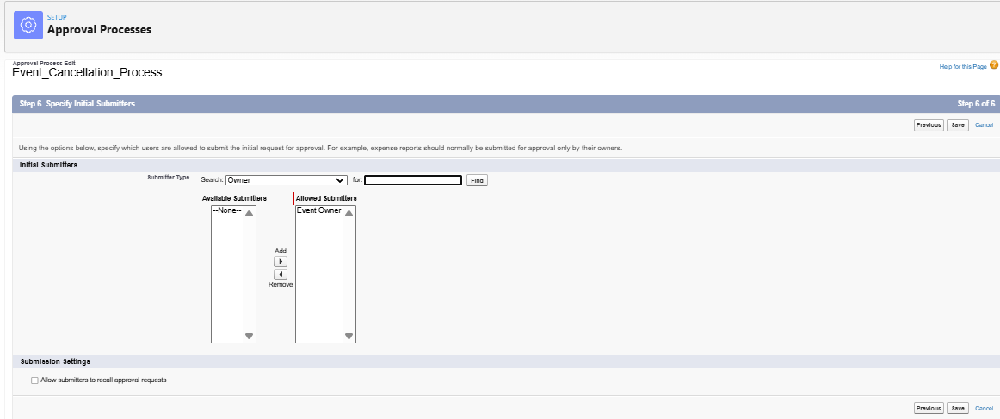 SETUP
Approval Processes
Approval Process Edit
Event_Cancellation_Process
Help for this Page ?
Step 6. Specify Initial Submitters Step 6 of 6
Previous Save Cancel
Using the options below, specify which users are allowed to submit the initial request for approval. For example, expense reports should normally be submitted for approval only by their owners.
Initial Submitters
Submitter Type Search: Owner for: Find
Available Submitters Allowed Submitters
--None-- Event Owner
Add
Remove
Submission Settings
Allow submitters to recall approval requests
Previous Save Cancel